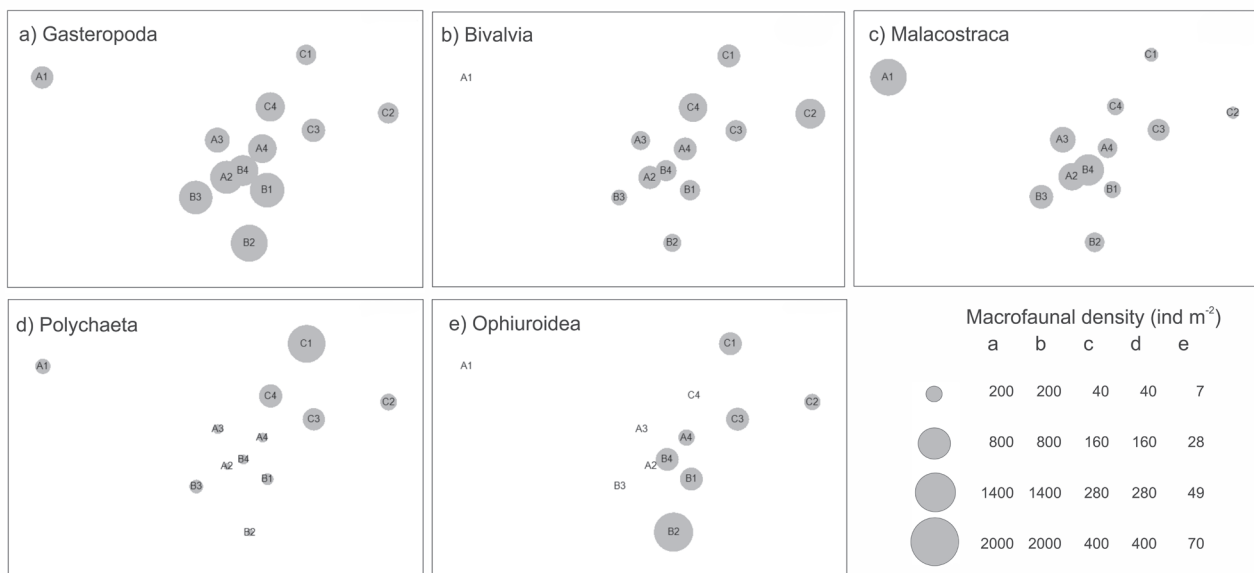 a) Gasteropoda
C1
A1
C4
C2
C3
A3
A4
B4
A2
B1
B3
B2
b) Bivalvia
C1
A1
C4
C2
C3
A3
A4
B4
A2
B1
B3
B2
c) Malacostraca
C1
A1
C4
C2
C3
A3
A4
B4
A2
B1
B3
B2
d) Polychaeta
C1
A1
C4
C2
C3
A3
A4
B4
A2
B1
B3
B2
e) Ophiuroidea
C1
A1
C4
C2
C3
A3
A4
B4
A2
B1
B3
B2
Macrofaunal density (ind m⁻²)
a b c d e
200 200 40 40 7
800 800 160 160 28
1400 1400 280 280 49
2000 2000 400 400 70